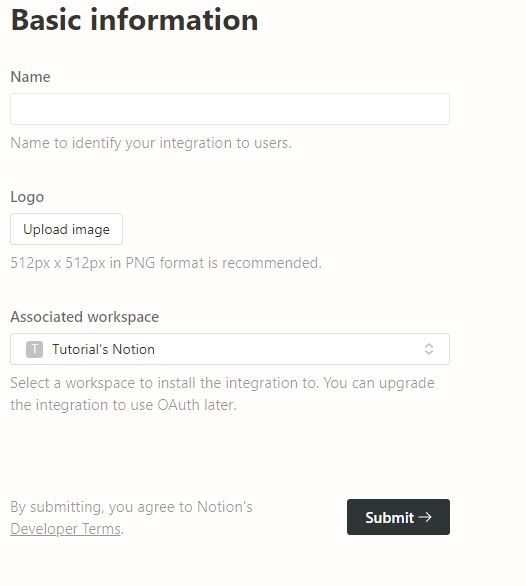 Basic information
Name
Name to identify your integration to users.
Logo
Upload image
512px x 512px in PNG format is recommended.
Associated workspace
T Tutorial's Notion
Select a workspace to install the integration to. You can upgrade
the integration to use OAuth later.
By submitting, you agree to Notion's
Developer Terms.
Submit →